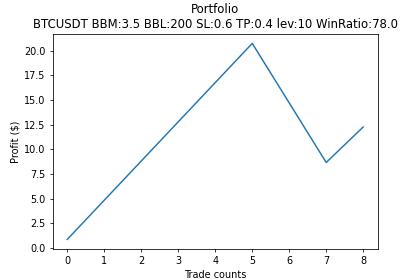 Portfolio
BTCUSDT BBM:3.5 BBL:200 SL:0.6 TP:0.4 lev:10 WinRatio:78.0
20.0
17.5
15.0
12.5
10.0
7.5
5.0
2.5
0.0
Profit ($)
0 1 2 3 4 5 6 7 8
Trade counts